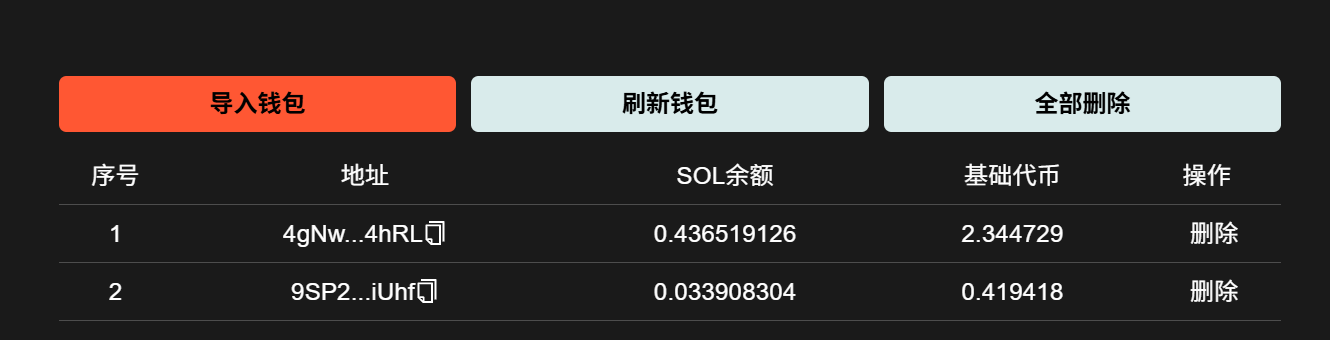 导入钱包 刷新钱包 全部删除
序号 地址 SOL余额 基础代币 操作
1 4gNw...4hRL 0.436519126 2.344729 删除
2 9SP2...iUhf 0.033908304 0.419418 删除